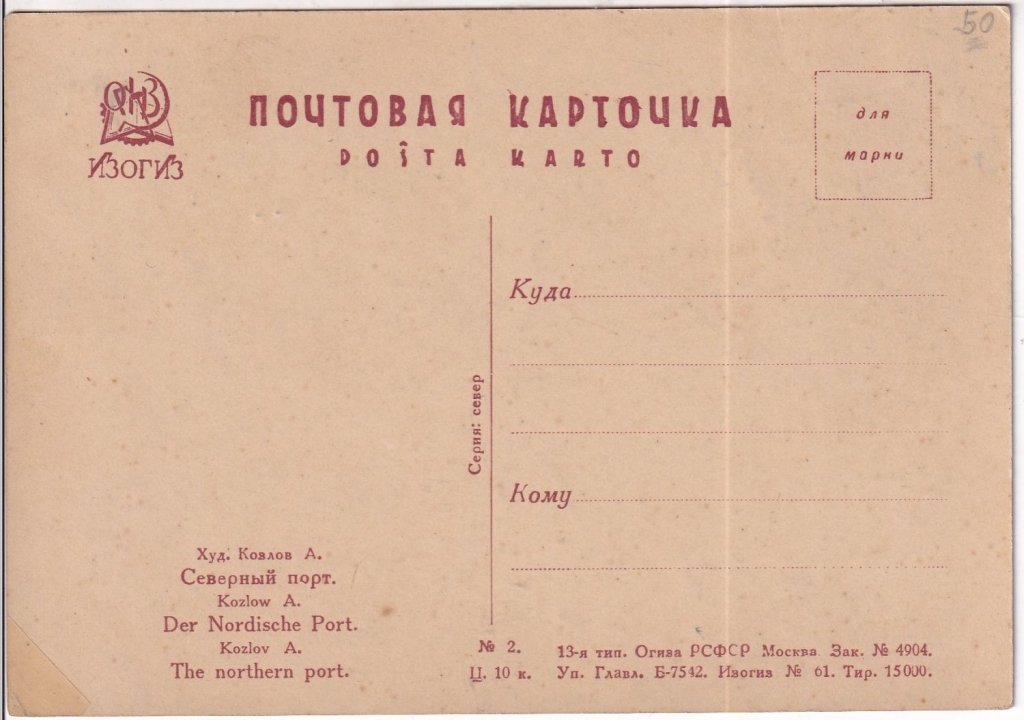 50
ОГИЗ
ИЗОГИЗ
ПОЧТОВАЯ КАРТОЧКА
POŜTA KARTO
для
марки
Куда
Кому
Серия: север
Худ. Козлов А.
Северный порт.
Kozlow A.
Der Nordische Port.
Kozlov A.
The northern port.
№ 2.
Ц. 10 к.
13-я тип. Огиза РСФСР Москва. Зак. № 4904.
Уп. Главл. Б-7542. Изогиз № 61. Тир. 15000.